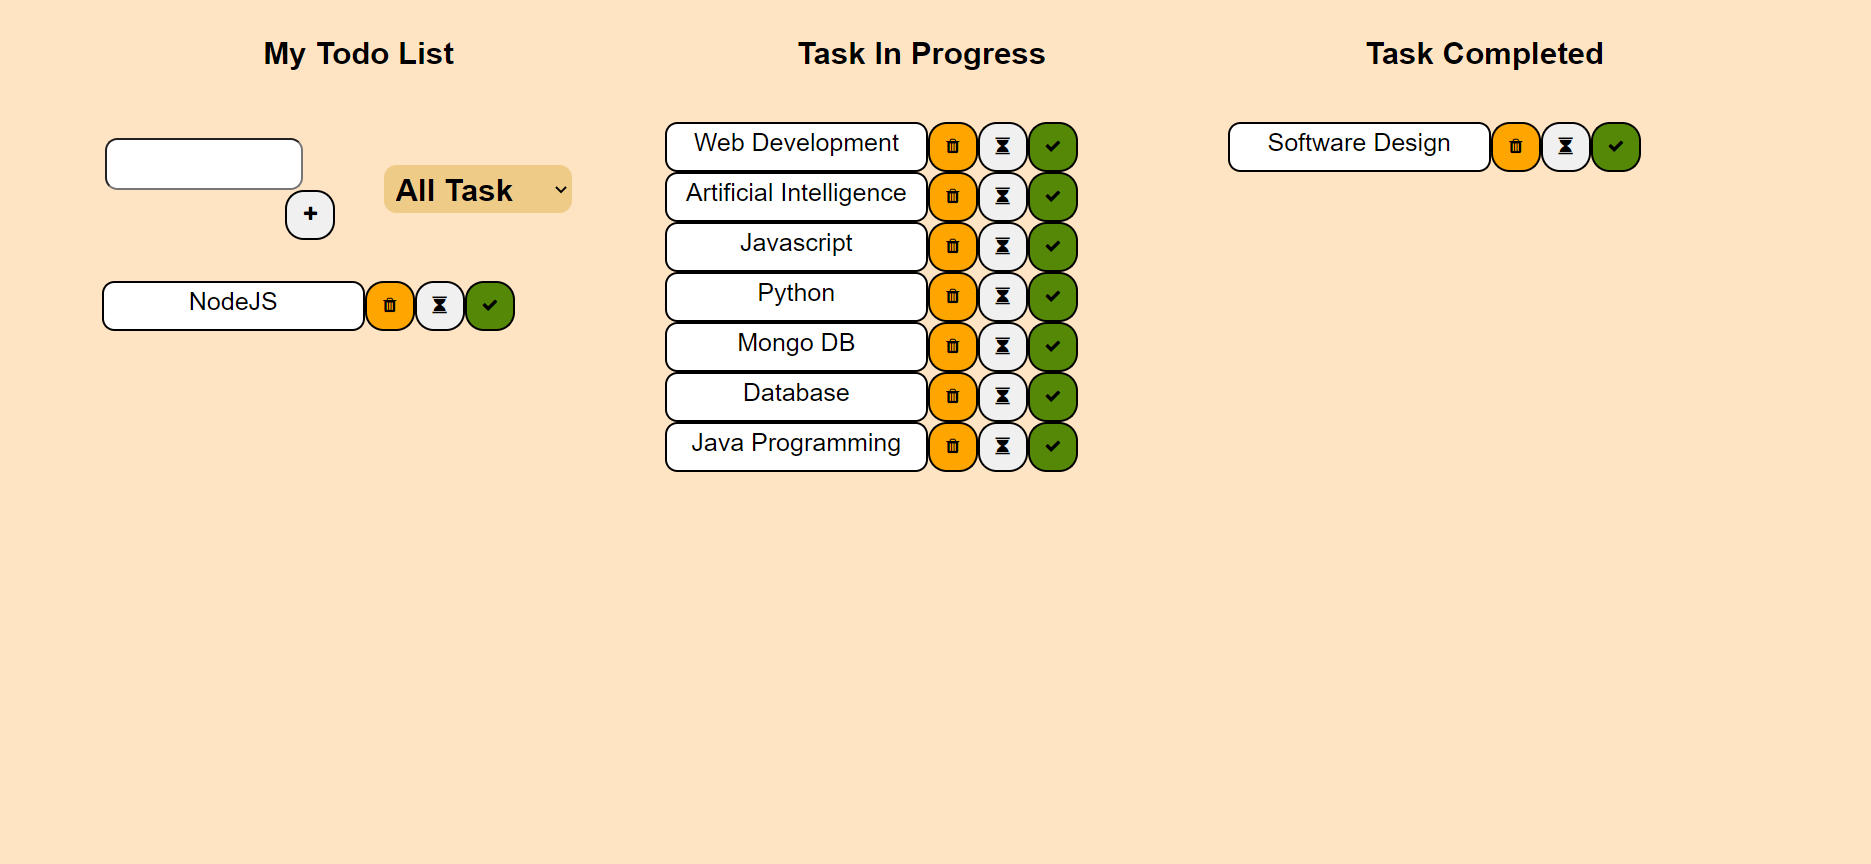 My Todo List
All Task
NodeJS
Task In Progress
Web Development
Artificial Intelligence
Javascript
Python
Mongo DB
Database
Java Programming
Task Completed
Software Design